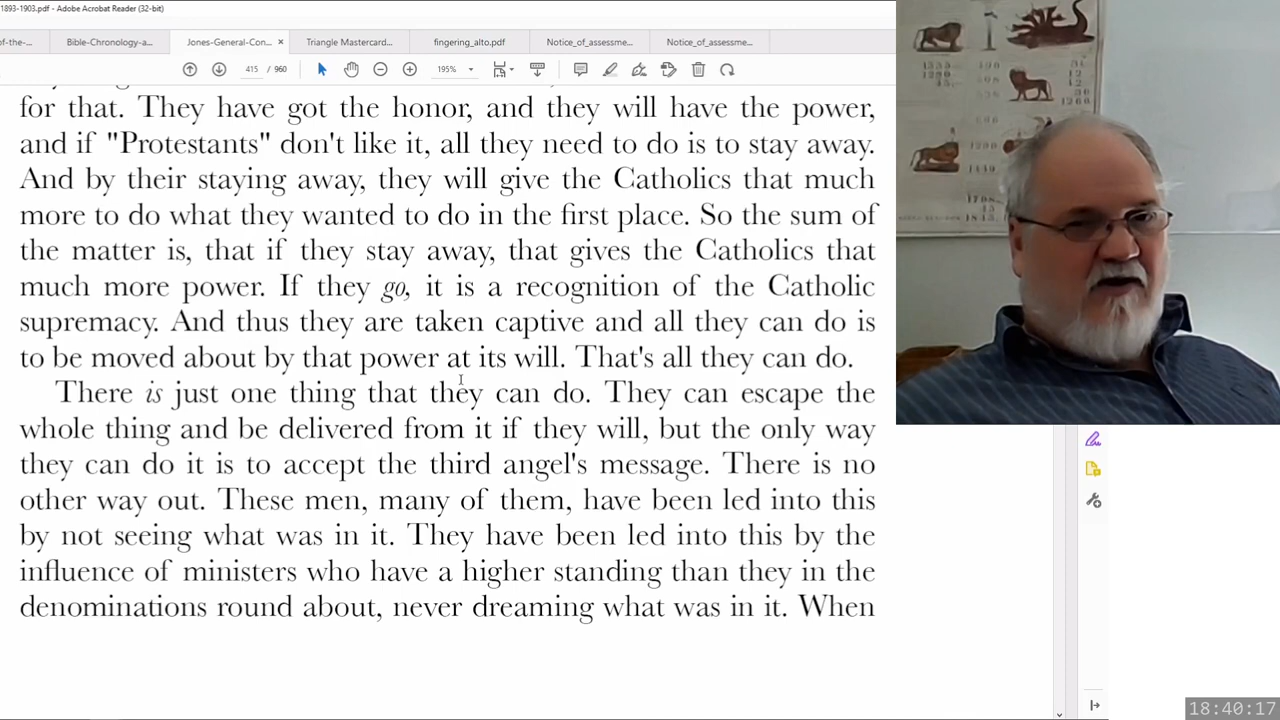 1893-1903.pdf - Adobe Acrobat Reader (32-bit)
of-the-...
Bible-Chronology-a...
Jones-General-Con... ×
Triangle Mastercard...
fingering_alto.pdf
Notice_of_assessme...
Notice_of_assessme...
415 / 960
195%
for that. They have got the honor, and they will have the power,
and if "Protestants" don't like it, all they need to do is to stay away.
And by their staying away, they will give the Catholics that much
more to do what they wanted to do in the first place. So the sum of
the matter is, that if they stay away, that gives the Catholics that
much more power. If they go, it is a recognition of the Catholic
supremacy. And thus they are taken captive and all they can do is
to be moved about by that power at its will. That's all they can do.
There is just one thing that they can do. They can escape the
whole thing and be delivered from it if they will, but the only way
they can do it is to accept the third angel's message. There is no
other way out. These men, many of them, have been led into this
by not seeing what was in it. They have been led into this by the
influence of ministers who have a higher standing than they in the
denominations round about, never dreaming what was in it. When
18:40:17